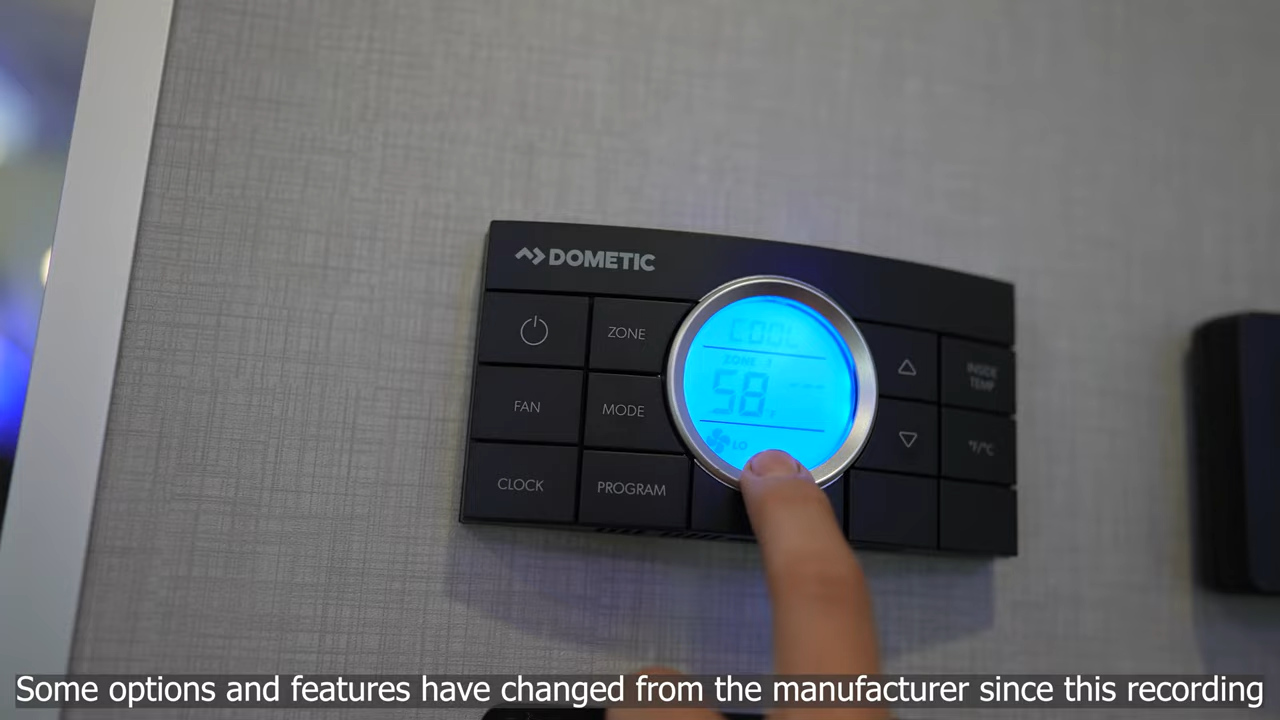 DOMETIC
ZONE
FAN
MODE
CLOCK
PROGRAM
COOL
ZONE 1
58 F
LO
INSIDE
TEMP
°F/°C
Some options and features have changed from the manufacturer since this recording